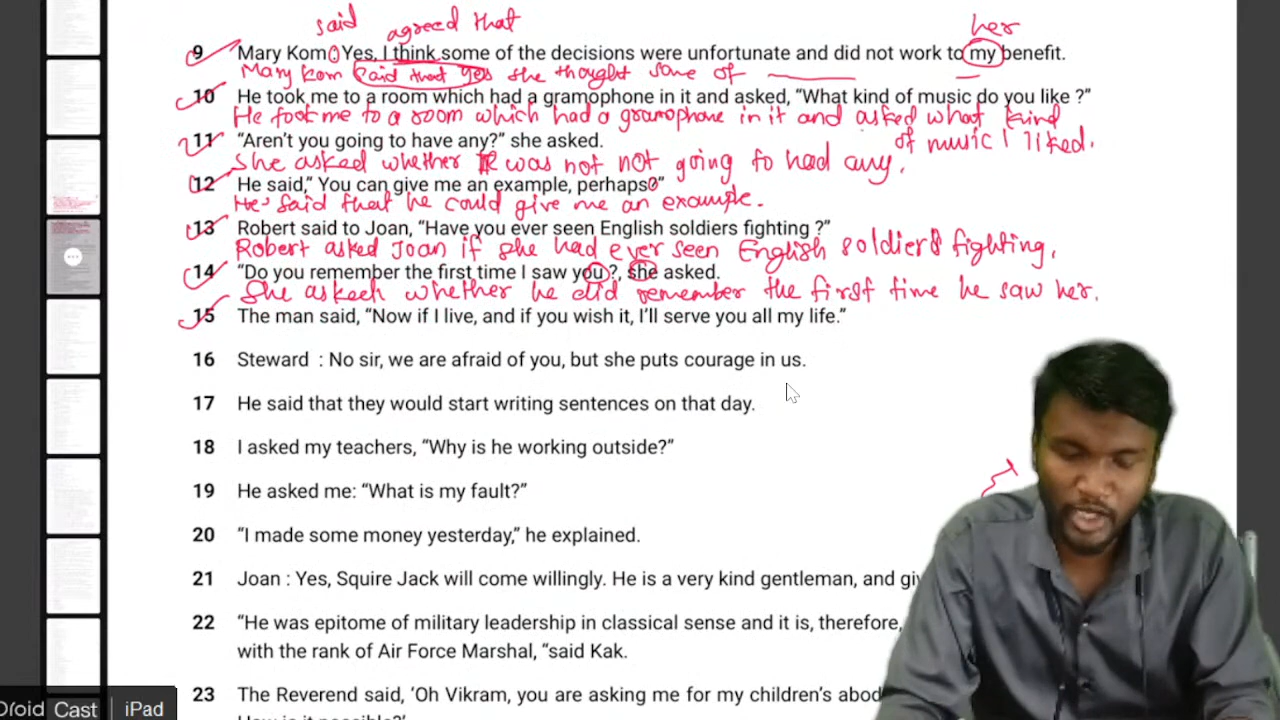 said agreed that her
9 Mary Kom : Yes, I think some of the decisions were unfortunate and did not work to my benefit.
Mary Kom said that yes she thought some of
10 He took me to a room which had a gramophone in it and asked, “What kind of music do you like ?”
He took me to a room which had a gramophone in it and asked what kind
of music I liked.
11 “Aren’t you going to have any?” she asked.
She asked whether I was not not going to had any.
12 He said,” You can give me an example, perhaps?”
He said that he could give me an example.
13 Robert said to Joan, “Have you ever seen English soldiers fighting ?”
Robert asked Joan if she had ever seen English soldiers fighting.
14 “Do you remember the first time I saw you ?, she asked.
She asked whether he did remember the first time he saw her.
15 The man said, “Now if I live, and if you wish it, I’ll serve you all my life.”
16 Steward : No sir, we are afraid of you, but she puts courage in us.
17 He said that they would start writing sentences on that day.
18 I asked my teachers, “Why is he working outside?”
19 He asked me: “What is my fault?”
20 “I made some money yesterday,” he explained.
21 Joan : Yes, Squire Jack will come willingly. He is a very kind gentleman, and
22 “He was epitome of military leadership in classical sense and it is, therefore,
with the rank of Air Force Marshal, “said Kak.
23 The Reverend said, ‘Oh Vikram, you are asking me for my children’s
Droid Cast iPad